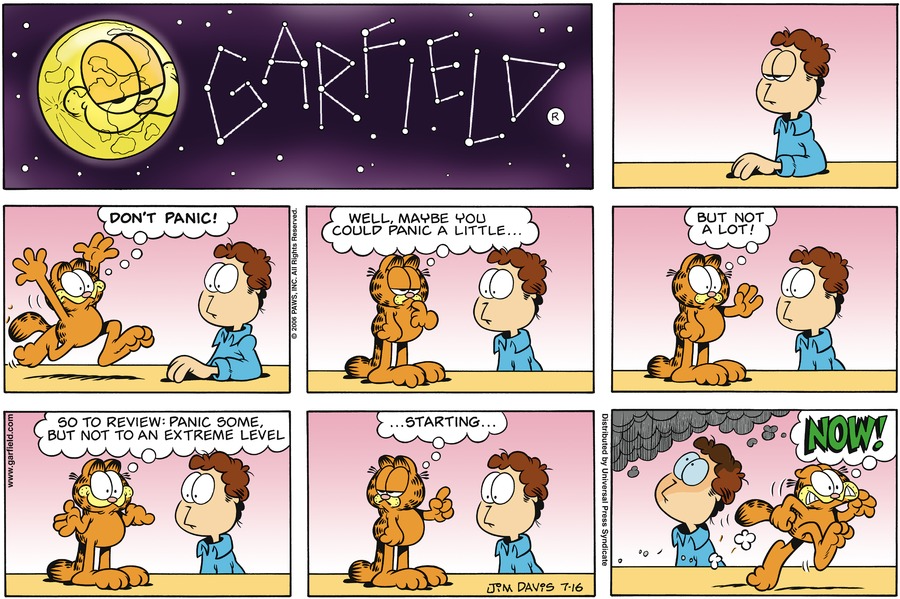 GARFIELD
®
DON'T PANIC!
© 2006 PAWS, INC. All Rights Reserved.
WELL, MAYBE YOU
COULD PANIC A LITTLE...
BUT NOT
A LOT!
www.garfield.com
SO TO REVIEW: PANIC SOME,
BUT NOT TO AN EXTREME LEVEL
...STARTING...
JIM DAVIS 7-16
Distributed by Universal Press Syndicate
NOW!